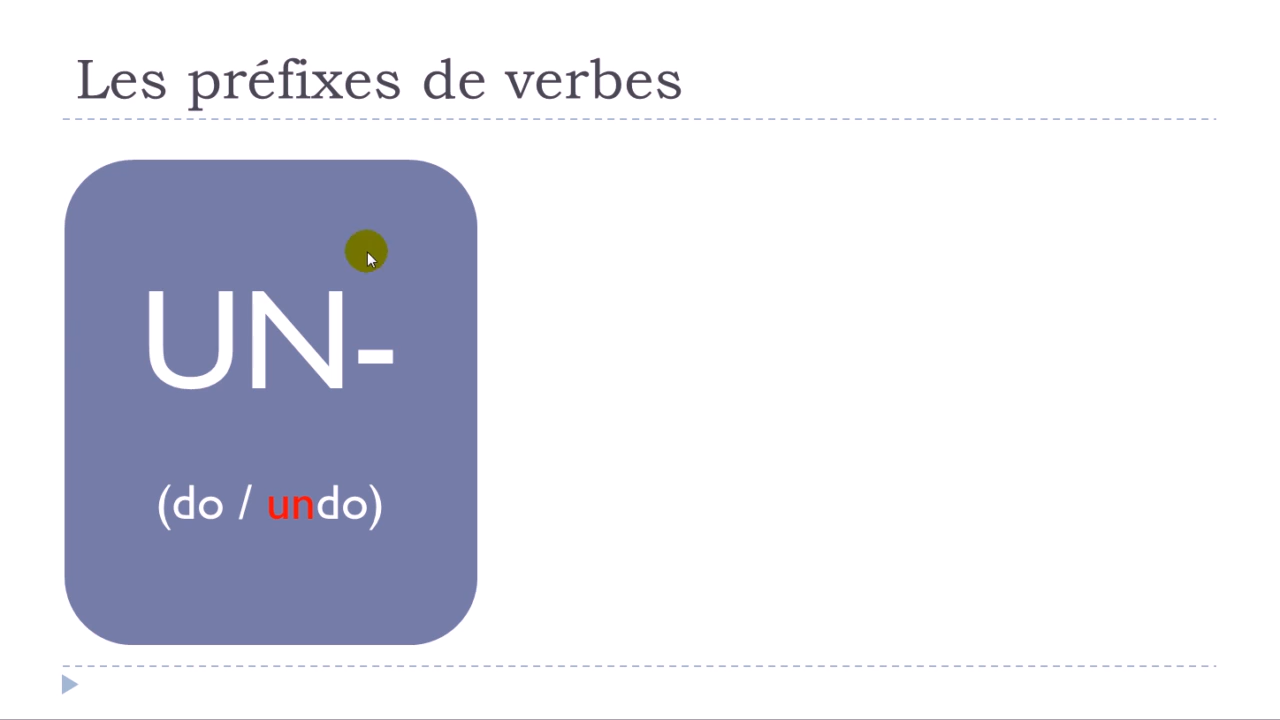 Les préfixes de verbes
UN-
(do / undo)